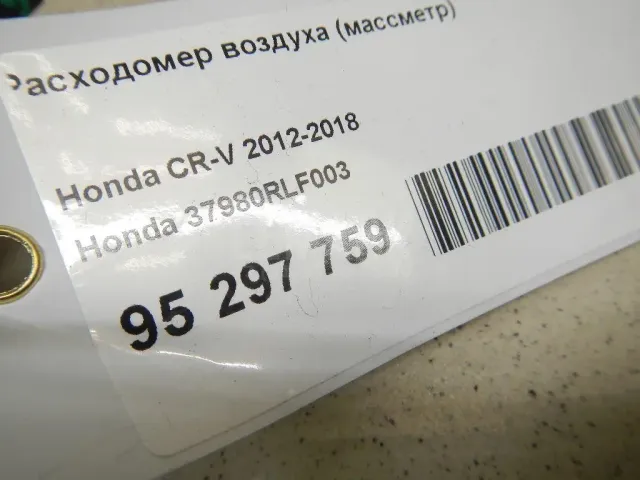 Расходомер воздуха (массметр)
Honda CR-V 2012-2018
Honda 37980RLF003
95 297 759